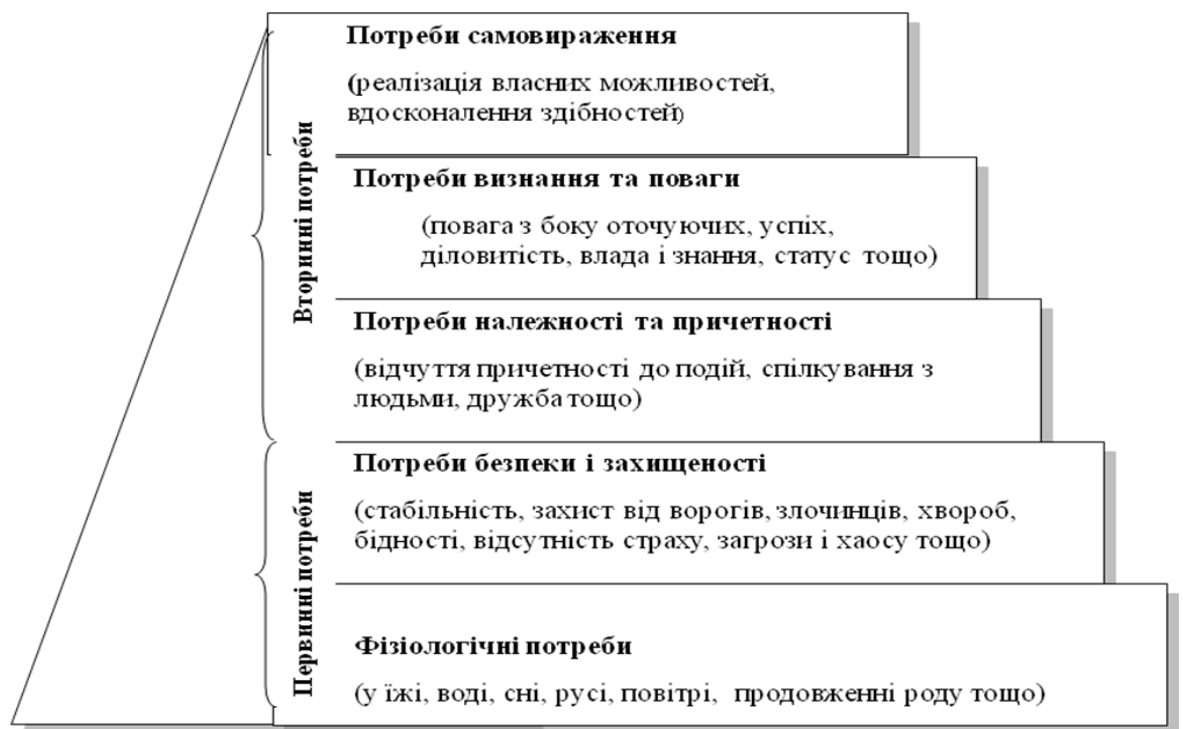 Потреби самовираження
(реалізація власних можливостей,
вдосконалення здібностей)
Потреби визнання та поваги
(повага з боку оточуючих, успіх,
діловитість, влада і знання, статус тощо)
Потреби належності та причетності
(відчуття причетності до подій, спілкування з
людьми, дружба тощо)
Вторинні потреби
Потреби безпеки і захищеності
(стабільність, захист від ворогів, злочинців, хвороб,
бідності, відсутність страху, загрози і хаосу тощо)
Фізіологічні потреби
(у їжі, воді, сні, русі, повітрі, продовженні роду тощо)
Первинні потреби